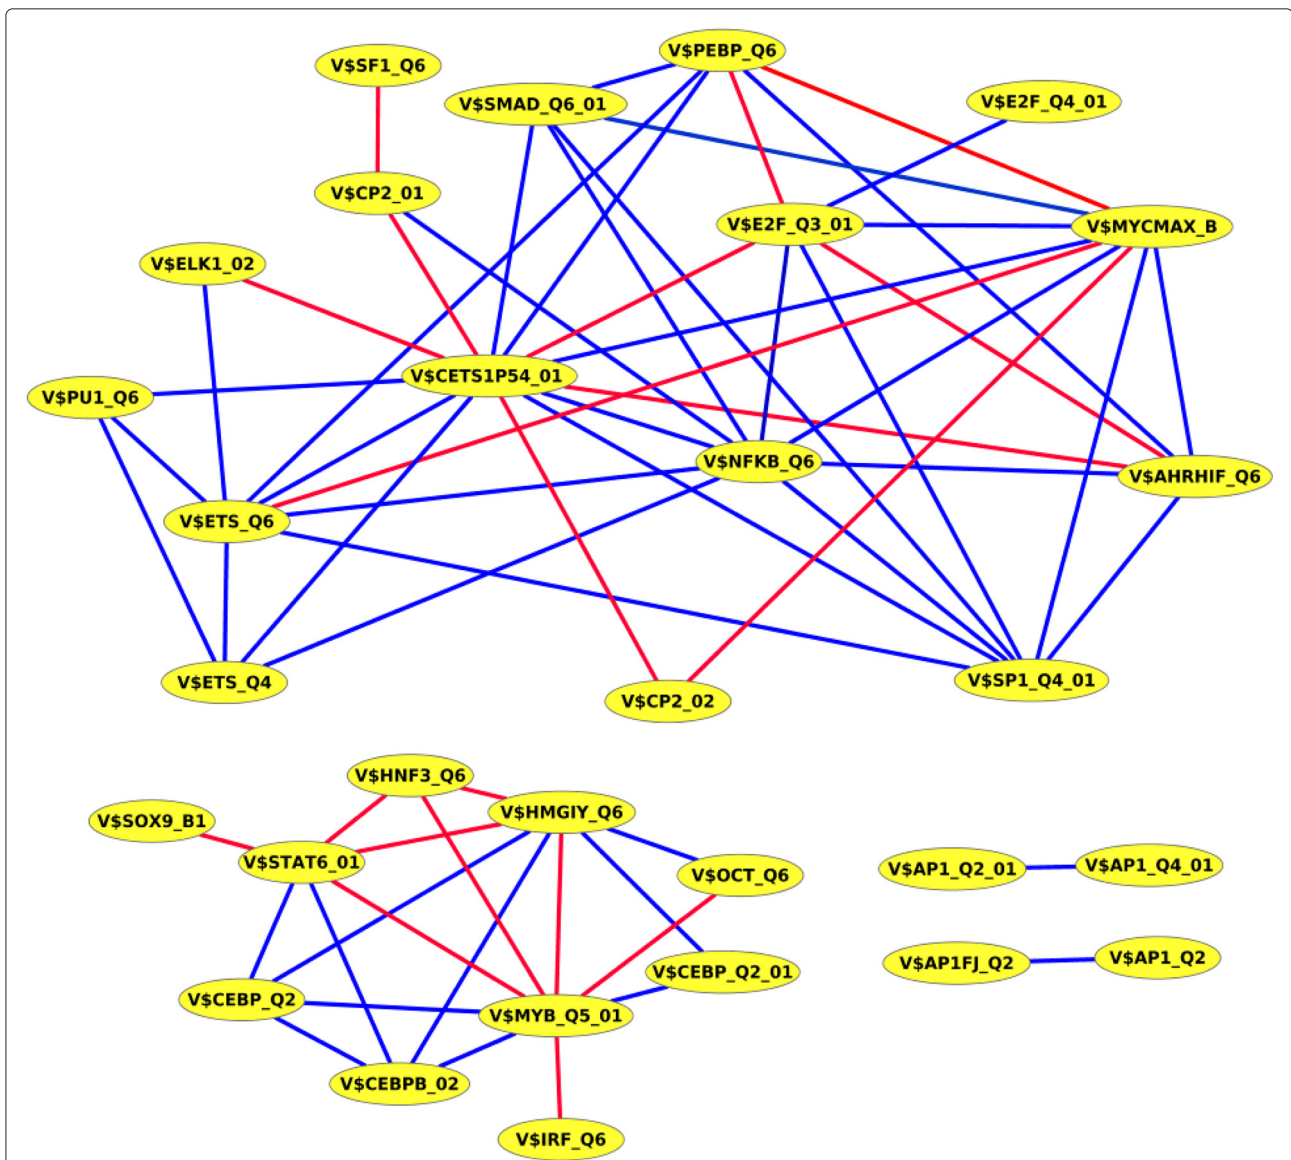 V$PEBP_Q6
V$SF1_Q6
V$SMAD_Q6_01
V$E2F_Q4_01
V$CP2_01
V$E2F_Q3_01
V$MYCMAX_B
V$ELK1_02
V$CETS1P54_01
V$PU1_Q6
V$NFKB_Q6
V$AHRHIF_Q6
V$ETS_Q6
V$ETS_Q4
V$SP1_Q4_01
V$CP2_02
V$HNF3_Q6
V$HMGIY_Q6
V$SOX9_B1
V$STAT6_01
V$OCT_Q6
V$AP1_Q2_01
V$AP1_Q4_01
V$CEBP_Q2_01
V$AP1FJ_Q2
V$AP1_Q2
V$CEBP_Q2
V$MYB_Q5_01
V$CEBPB_02
V$IRF_Q6